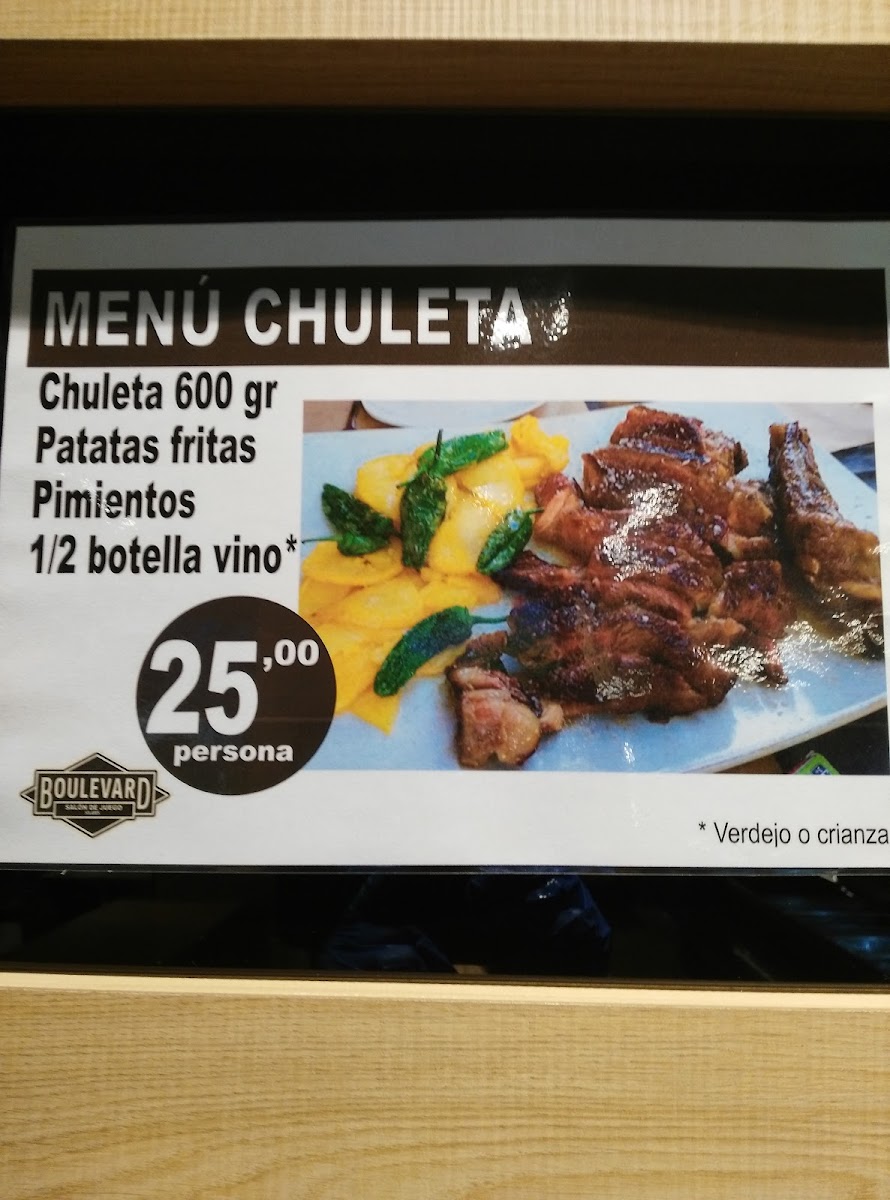 MENÚ CHULETA
Chuleta 600 gr
Patatas fritas
Pimientos
1/2 botella vino*
25,00
persona
BOULEVARD
SALÓN DE JUEGO
* Verdejo o crianza